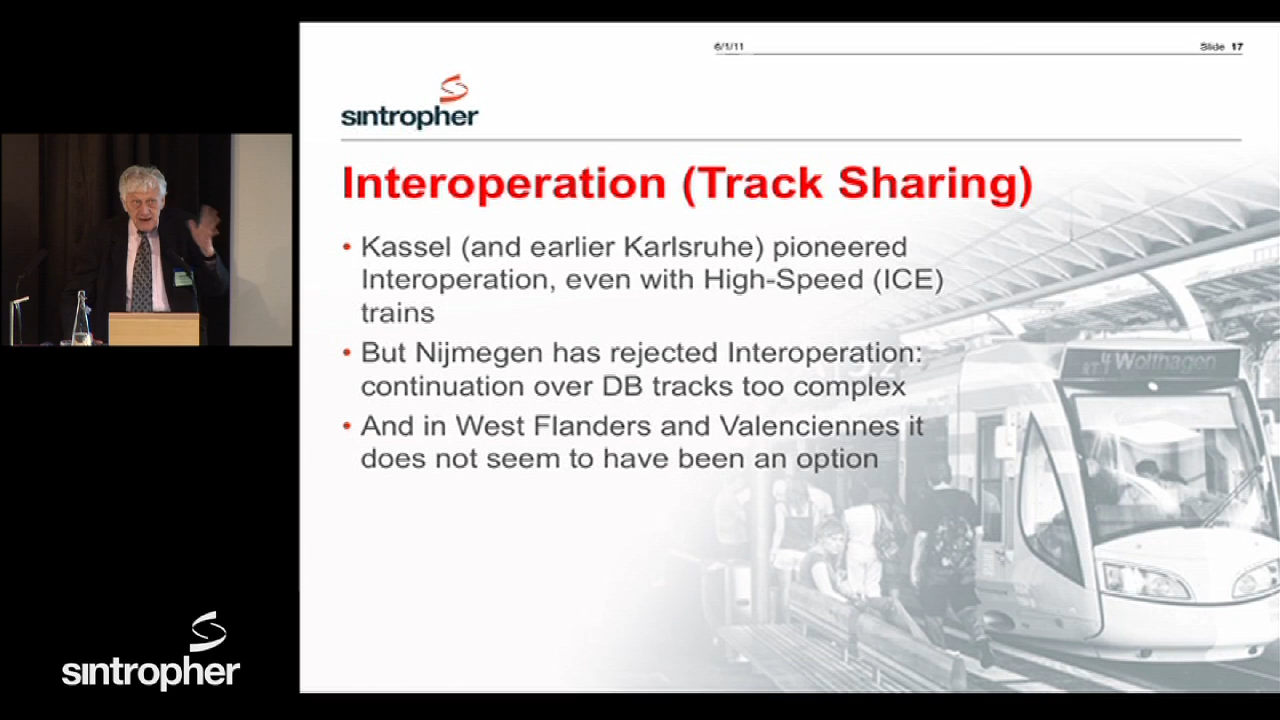 6/1/11
Slide 17
sintropher
Interoperation (Track Sharing)
• Kassel (and earlier Karlsruhe) pioneered
Interoperation, even with High-Speed (ICE)
trains
• But Nijmegen has rejected Interoperation:
continuation over DB tracks too complex
• And in West Flanders and Valenciennes it
does not seem to have been an option
RT4 Wolfhagen
sintropher